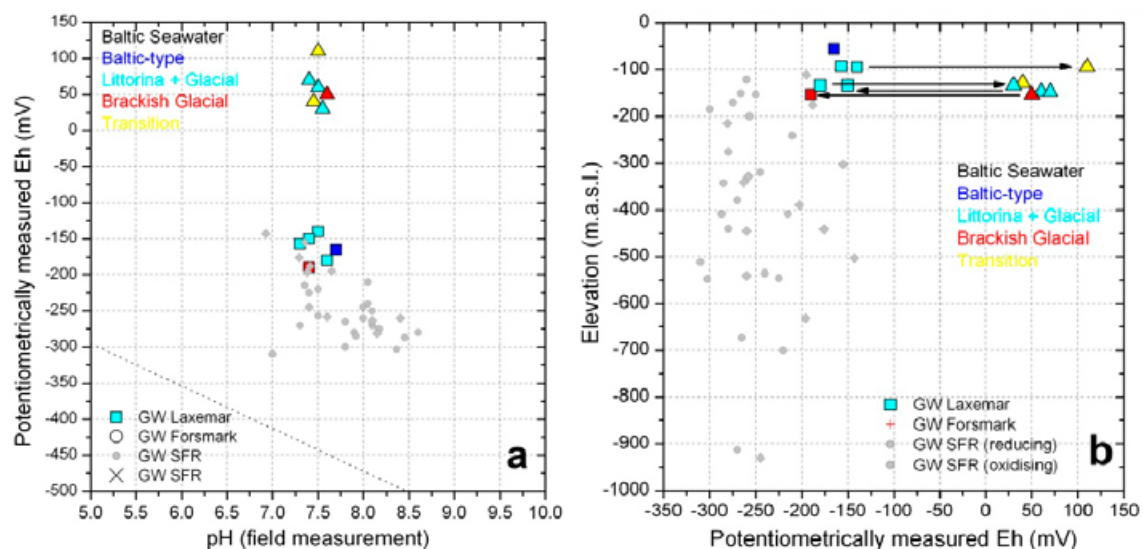 150
100
50
0
-50
-100
-150
-200
-250
-300
-350
-400
-450
-500
Potentiometrically measured Eh (mV)
Baltic Seawater
Baltic-type
Littorina + Glacial
Brackish Glacial
Transition
GW Laxemar
GW Forsmark
GW SFR
GW SFR
a
5.0 5.5 6.0 6.5 7.0 7.5 8.0 8.5 9.0 9.5 10.0
pH (field measurement)
0
-100
-200
-300
-400
-500
-600
-700
-800
-900
-1000
Elevation (m.a.s.l.)
Baltic Seawater
Baltic-type
Littorina + Glacial
Brackish Glacial
Transition
GW Laxemar
GW Forsmark
GW SFR (reducing)
GW SFR (oxidising)
b
-350 -300 -250 -200 -150 -100 -50 0 50 100 150
Potentiometrically measured Eh (mV)